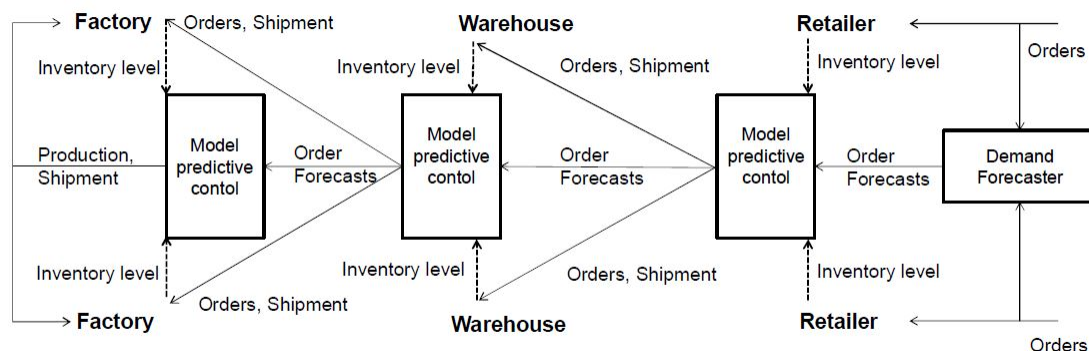 Factory
Orders, Shipment
Warehouse
Retailer
Inventory level
Inventory level
Orders, Shipment
Inventory level
Orders
Model
predictive
contol
Production,
Shipment
Order
Forecasts
Model
predictive
contol
Order
Forecasts
Model
predictive
contol
Order
Forecasts
Demand
Forecaster
Inventory level
Orders, Shipment
Inventory level
Orders, Shipment
Inventory level
Factory
Warehouse
Retailer
Orders